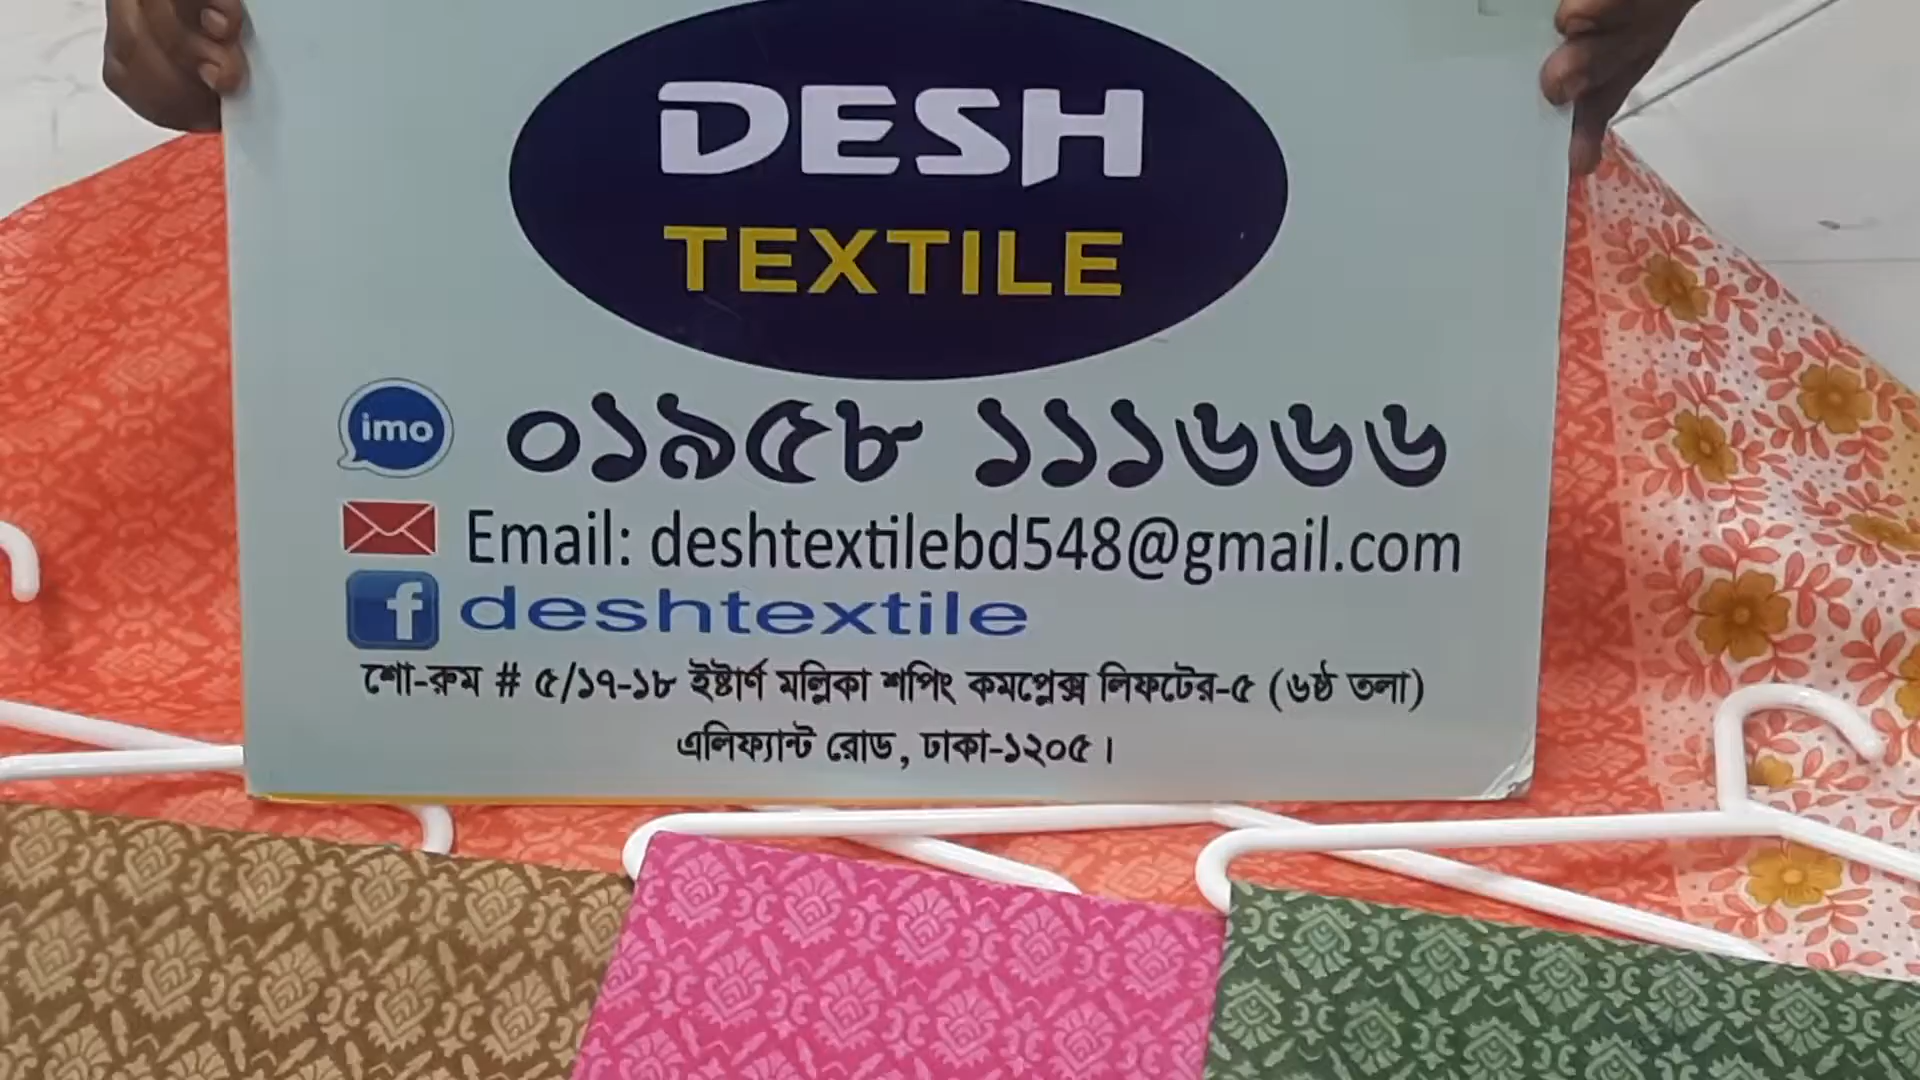 DESH
TEXTILE
imo ০১৯৫৮ ১১১৬৬৬
Email: deshtextilebd548@gmail.com
f deshtextile
শো-রুম # ৫/১৭-১৮ ইষ্টার্ণ মল্লিকা শপিং কমপ্লেক্স লিফটের-৫ (৬ষ্ঠ তলা)
এলিফ্যান্ট রোড, ঢাকা-১২০৫।